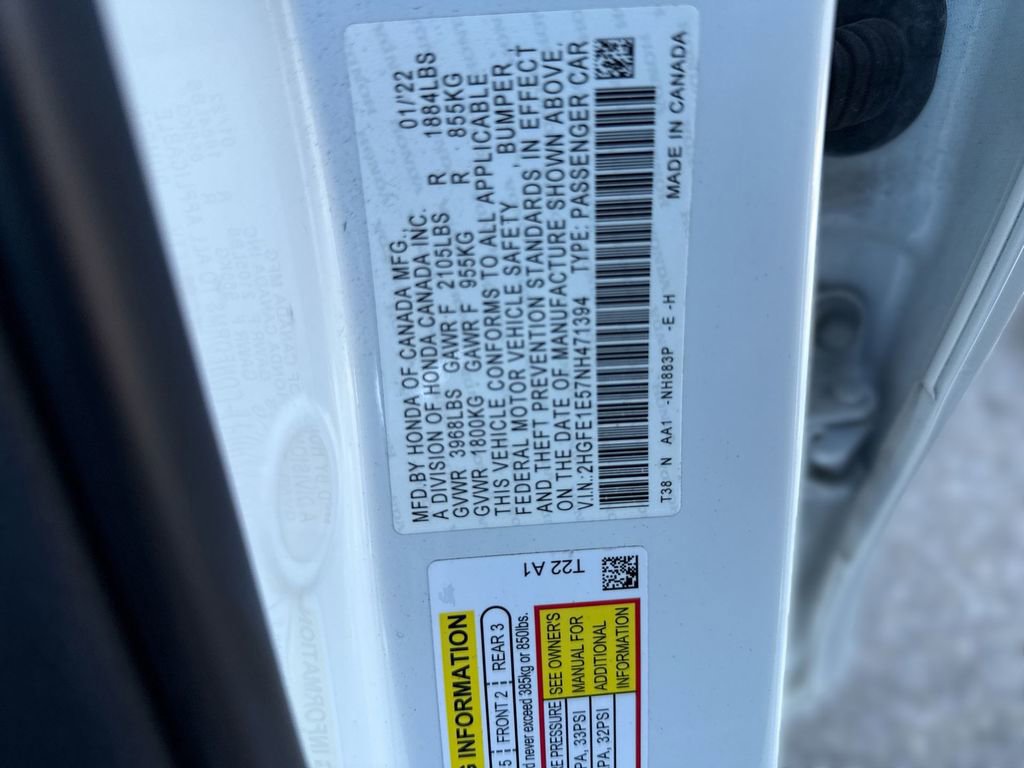 MFD.BY HONDA OF CANADA MFG., 01/'22
A DIVISION OF HONDA CANADA INC.
GVWR 3968LBS GAWR F 2105LBS R 1884LBS
GVWR 1800KG GAWR F 955KG R 855KG
THIS VEHICLE CONFORMS TO ALL APPLICABLE
FEDERAL MOTOR VEHICLE SAFETY , BUMPER ,
AND THEFT PREVENTION STANDARDS IN EFFECT
ON THE DATE OF MANUFACTURE SHOWN ABOVE.
V.I.N.:2HGFE1E57NH471394 TYPE: PASSENGER CAR
T38 N AA1 -NH883P -E -H
MADE IN CANADA
T22 A1
INFORMATION
5 FRONT 2 REAR 3
never exceed 385kg or 850lbs.
PRESSURE SEE OWNER'S
33PSI MANUAL FOR
32PSI ADDITIONAL
INFORMATION